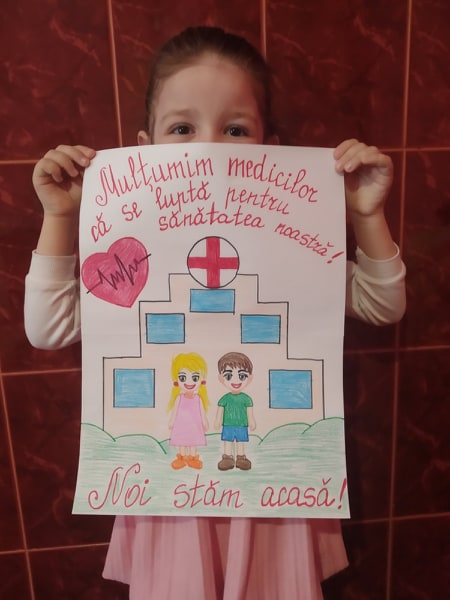 Mulțumim medicilor
că se luptă pentru
sănătatea noastră!
Noi stăm acasă!